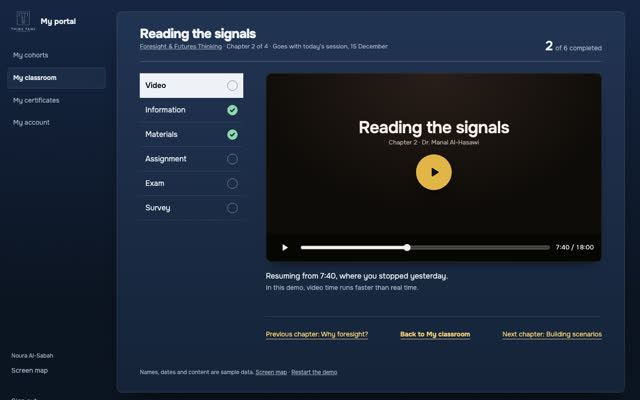 THINK FENS
My portal
My cohorts
My classroom
My certificates
My account
Noura Al-Sabah
Screen map
Reading the signals
Foresight & Futures Thinking · Chapter 2 of 4 · Goes with today's session, 15 December
2 of 6 completed
Video
Information
Materials
Assignment
Exam
Survey
Reading the signals
Chapter 2 · Dr. Manal Al-Hasawi
7:40 / 18:00
Resuming from 7:40, where you stopped yesterday.
In this demo, video time runs faster than real time.
Previous chapter: Why foresight?
Back to My classroom
Next chapter: Building scenarios
Names, dates and content are sample data. Screen map · Restart the demo